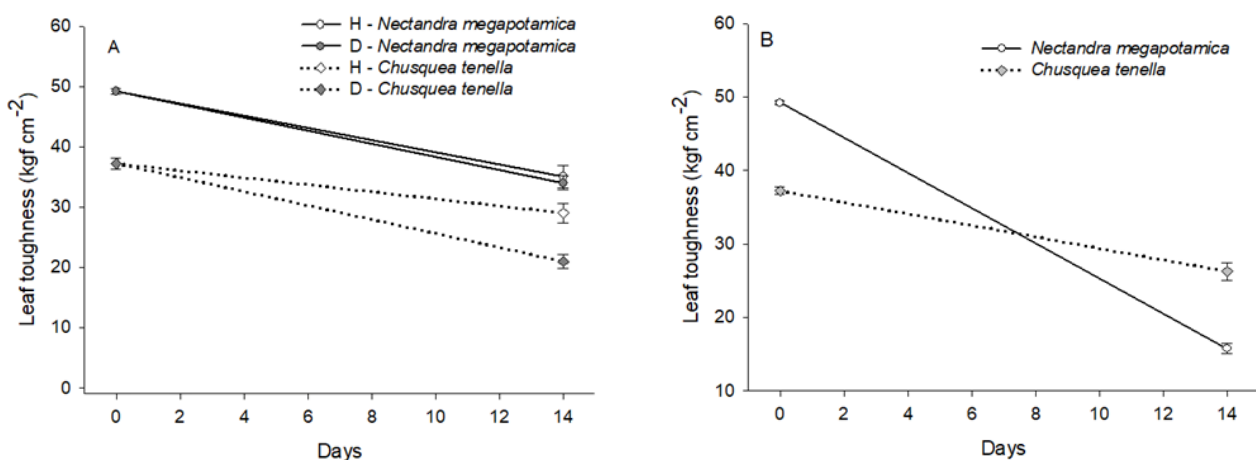 A
H - Nectandra megapotamica
D - Nectandra megapotamica
H - Chusquea tenella
D - Chusquea tenella
Leaf toughness (kgf cm⁻²)
60
50
40
30
20
10
0
0 2 4 6 8 10 12 14
Days
B
Nectandra megapotamica
Chusquea tenella
Leaf toughness (kgf cm⁻²)
60
50
40
30
20
10
0 2 4 6 8 10 12 14
Days